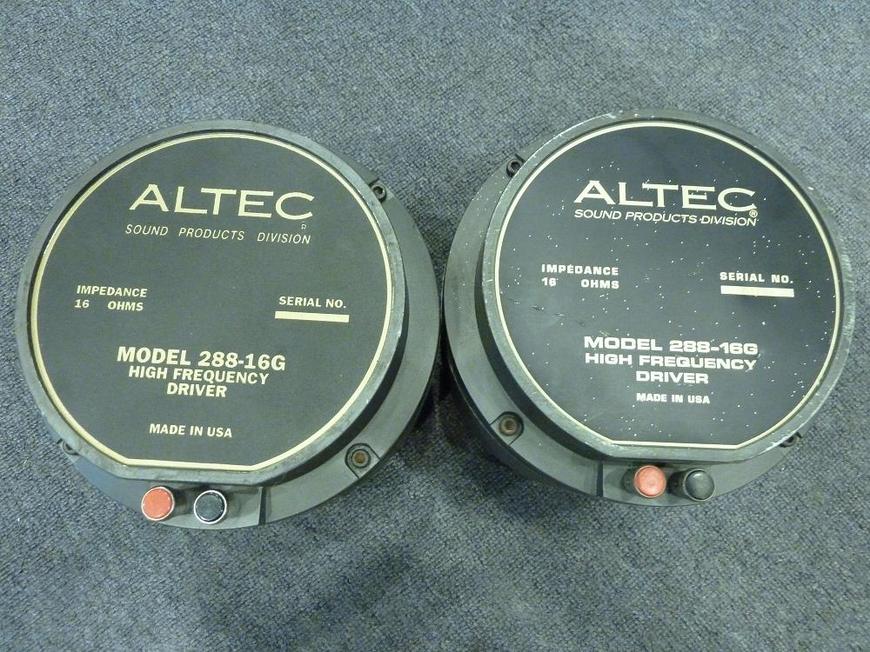 ALTEC
SOUND PRODUCTS DIVISION
IMPEDANCE
16 OHMS
SERIAL NO.
MODEL 288-16G
HIGH FREQUENCY
DRIVER
MADE IN USA
ALTEC
®
SOUND PRODUCTS DIVISION
IMPEDANCE
16 OHMS
SERIAL NO.
MODEL 288-16G
HIGH FREQUENCY
DRIVER
MADE IN USA